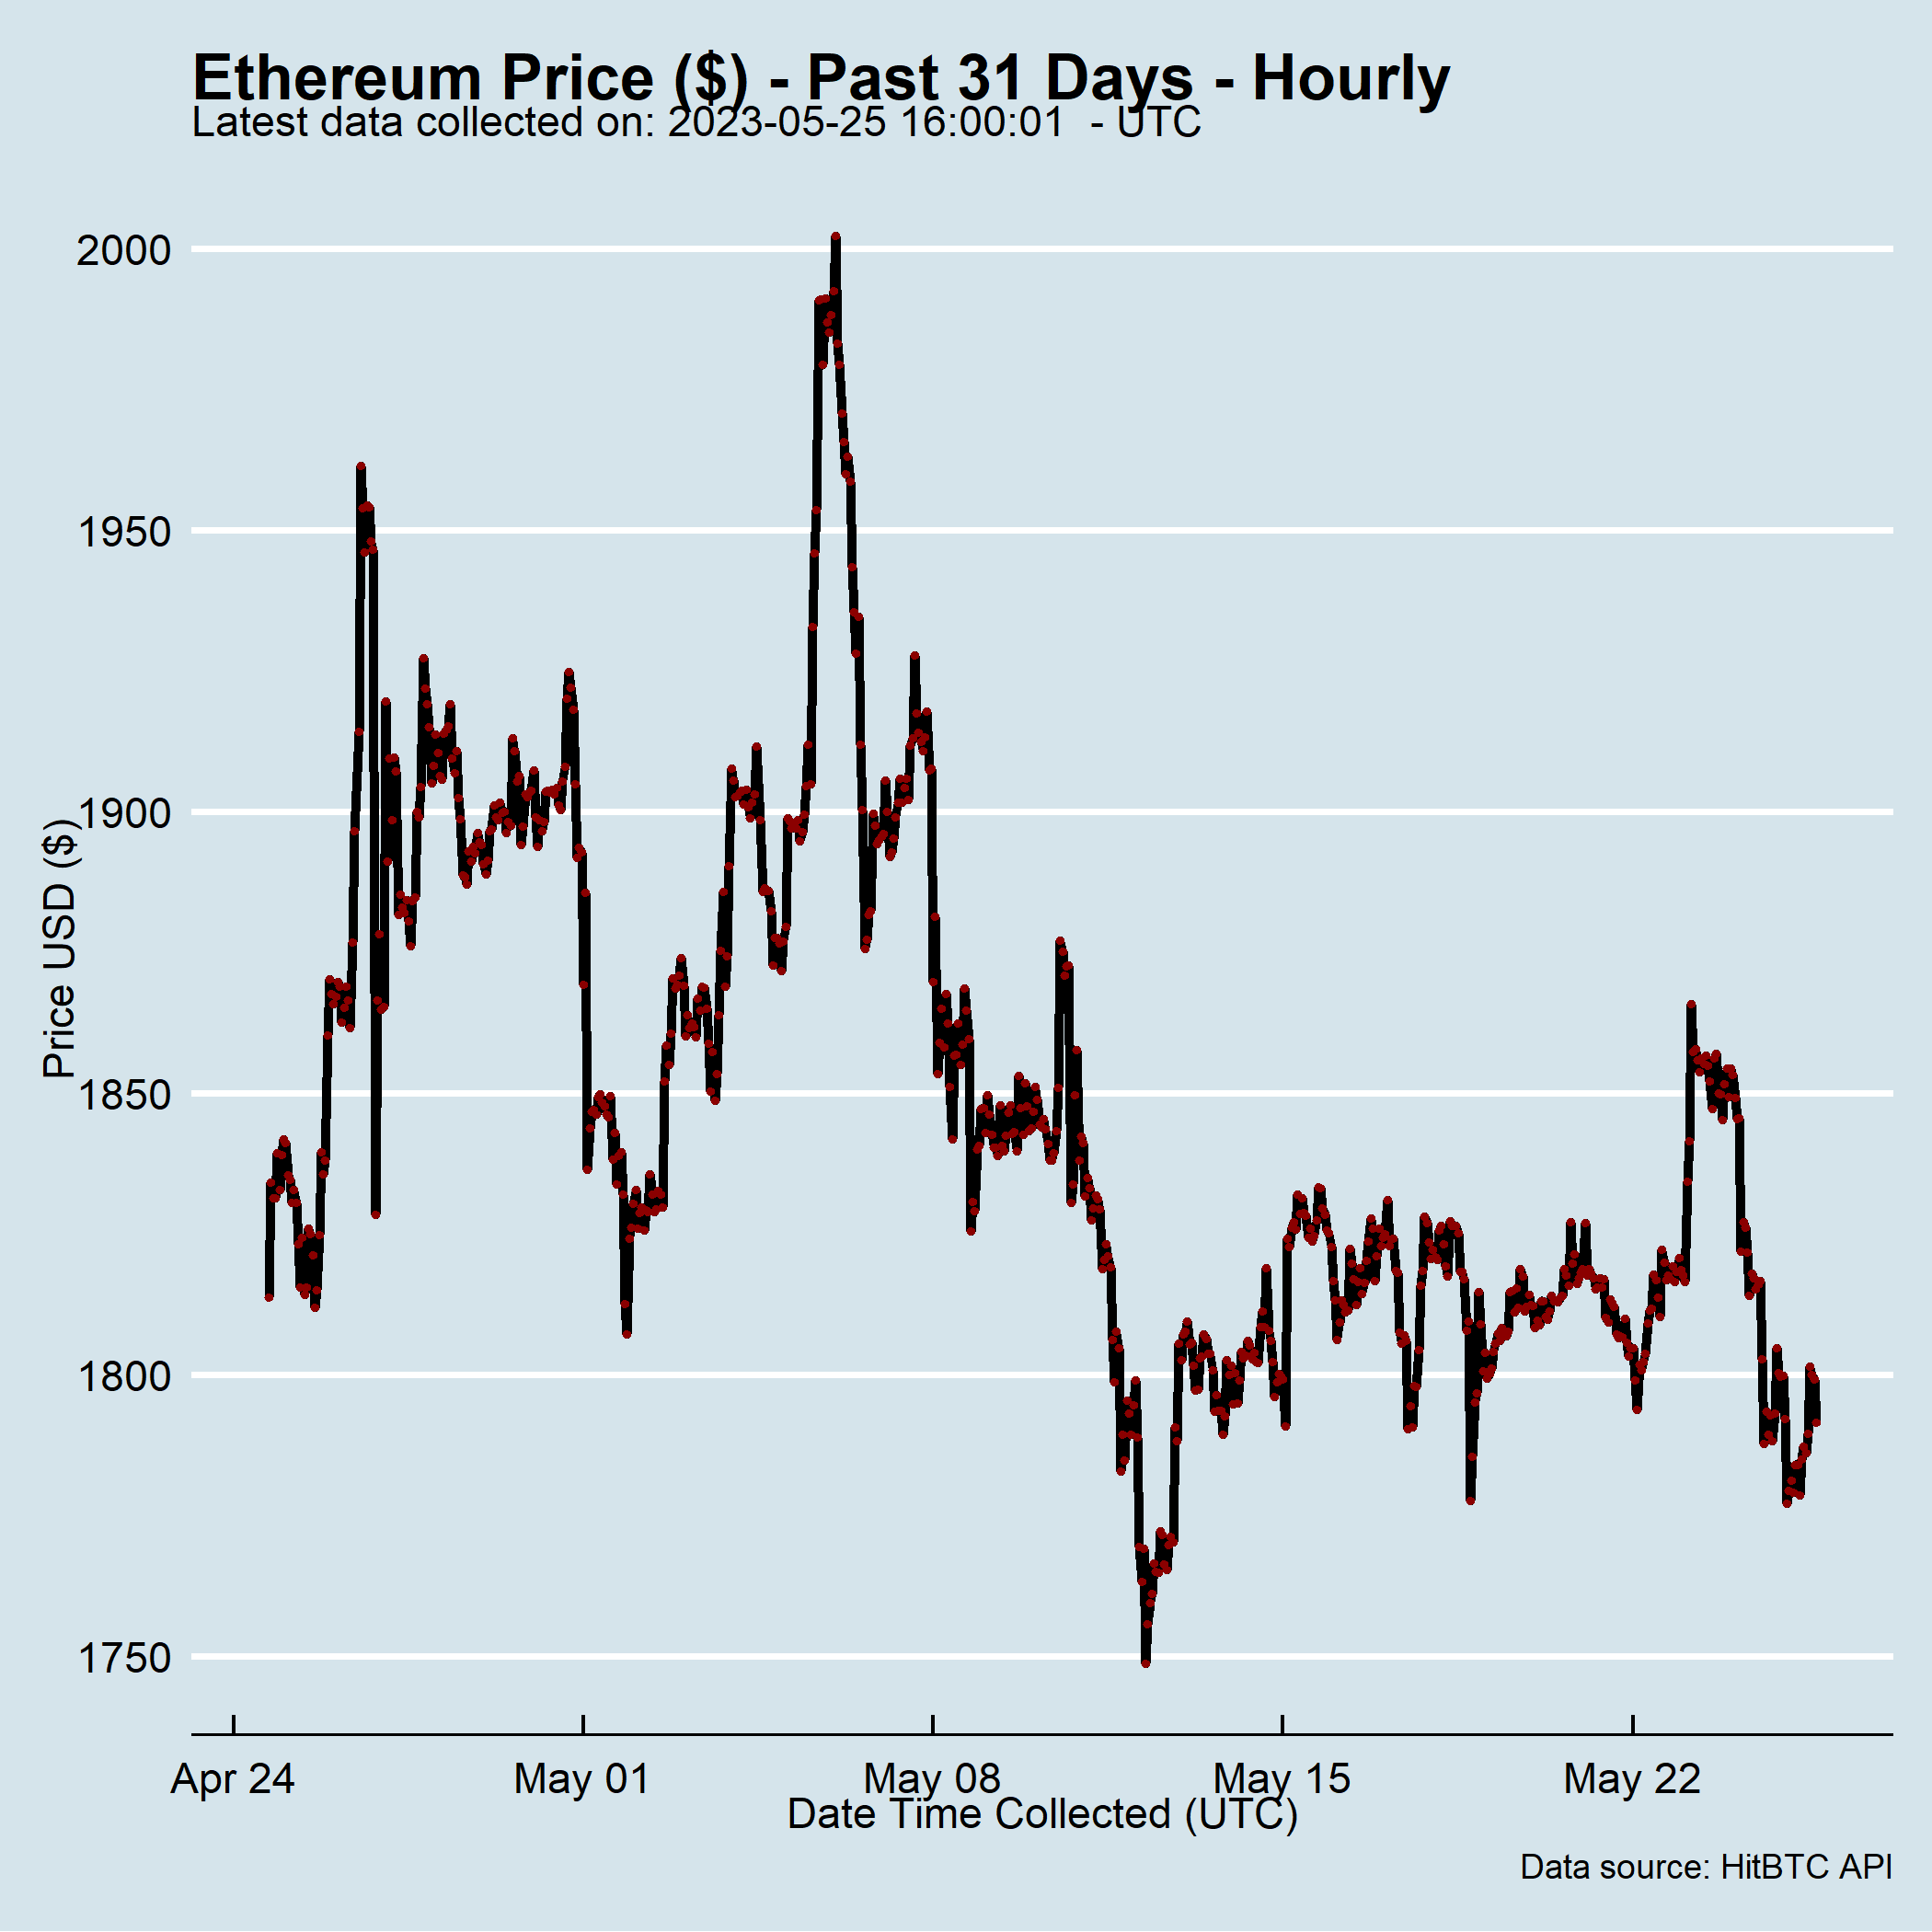 Ethereum Price ($) - Past 31 Days - Hourly
Latest data collected on: 2023-05-25 16:00:01  - UTC
Price USD ($)
2000
1950
1900
1850
1800
1750
Apr 24
May 01
May 08
May 15
May 22
Date Time Collected (UTC)
Data source: HitBTC API